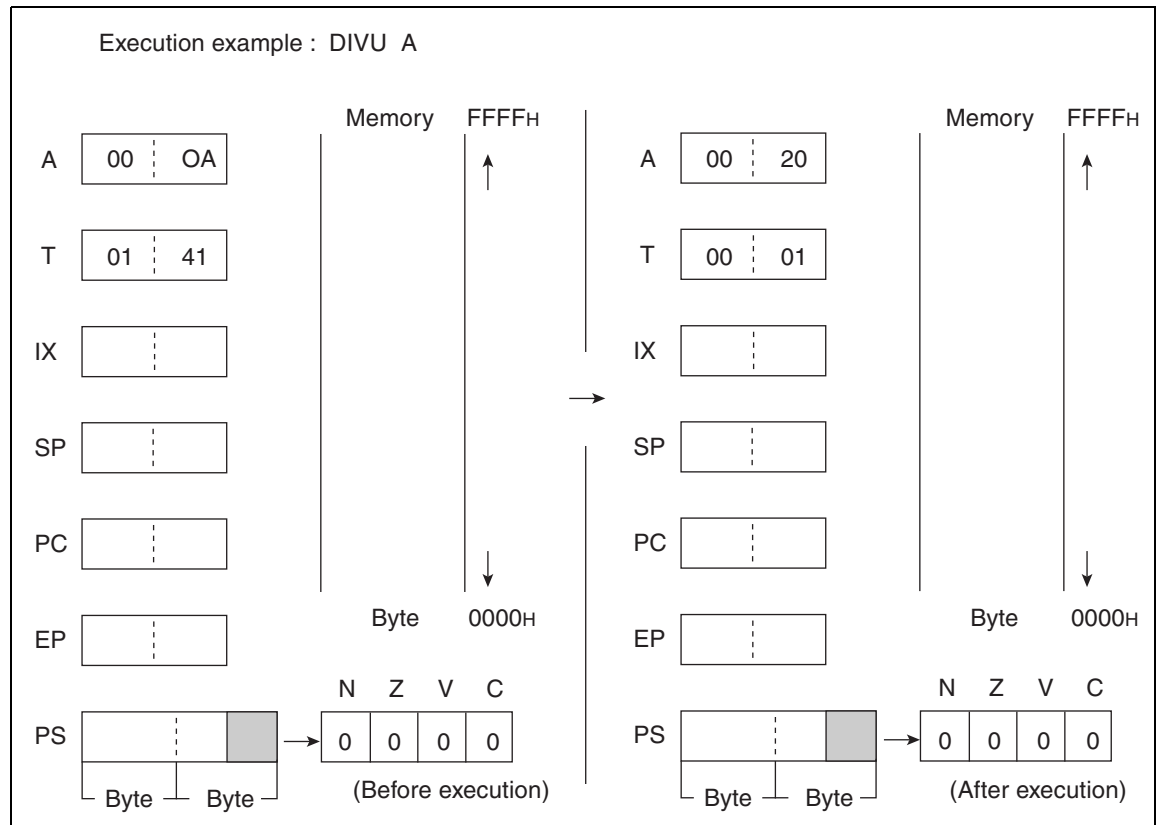 Execution example : DIVU A
Memory FFFFH
A 00 OA
T 01 41
IX
SP
PC
EP
Byte 0000H
N Z V C
PS 0 0 0 0
Byte Byte
(Before execution)
Memory FFFFH
A 00 20
T 00 01
IX
SP
PC
EP
Byte 0000H
N Z V C
PS 0 0 0 0
Byte Byte
(After execution)